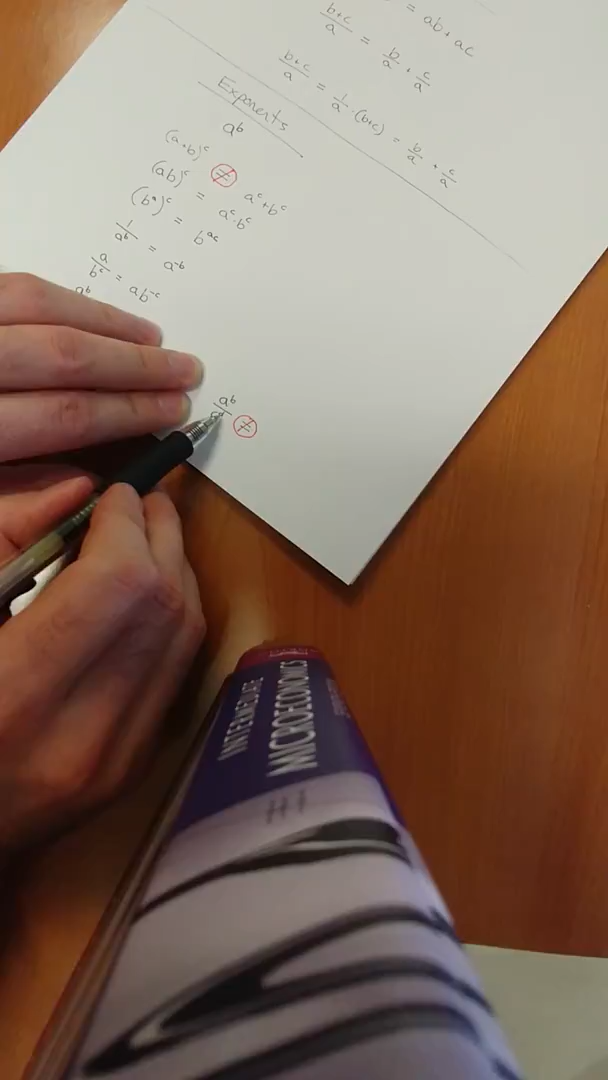 = ab + ac
b+c/a = b/a + c/a
b+c/a = 1/a · (b+c) = b/a + c/a
Exponents
a^b
(a+b)^c ≠ a^c + b^c
(ab)^c = a^c · b^c
(b^a)^c = b^ac
1/a^b = a^-b
a/b^c = ab^-c
a^b
a^b/ ≠
INTERMEDIATE
MICROECONOMICS